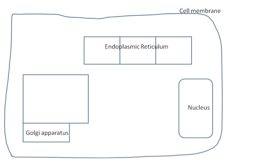 Cell membrane
Endoplasmic Reticulum
Nucleus
Golgi apparatus